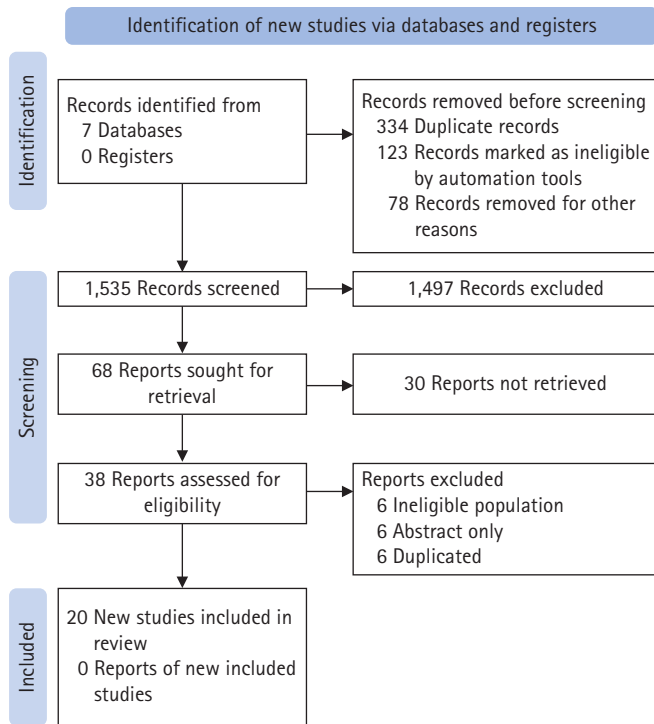 Identification of new studies via databases and registers
Identification
Records identified from
7 Databases
0 Registers
Records removed before screening
334 Duplicate records
123 Records marked as ineligible
by automation tools
78 Records removed for other
reasons
Screening
1,535 Records screened
1,497 Records excluded
68 Reports sought for
retrieval
30 Reports not retrieved
38 Reports assessed for
eligibility
Reports excluded
6 Ineligible population
6 Abstract only
6 Duplicated
Included
20 New studies included in
review
0 Reports of new included
studies